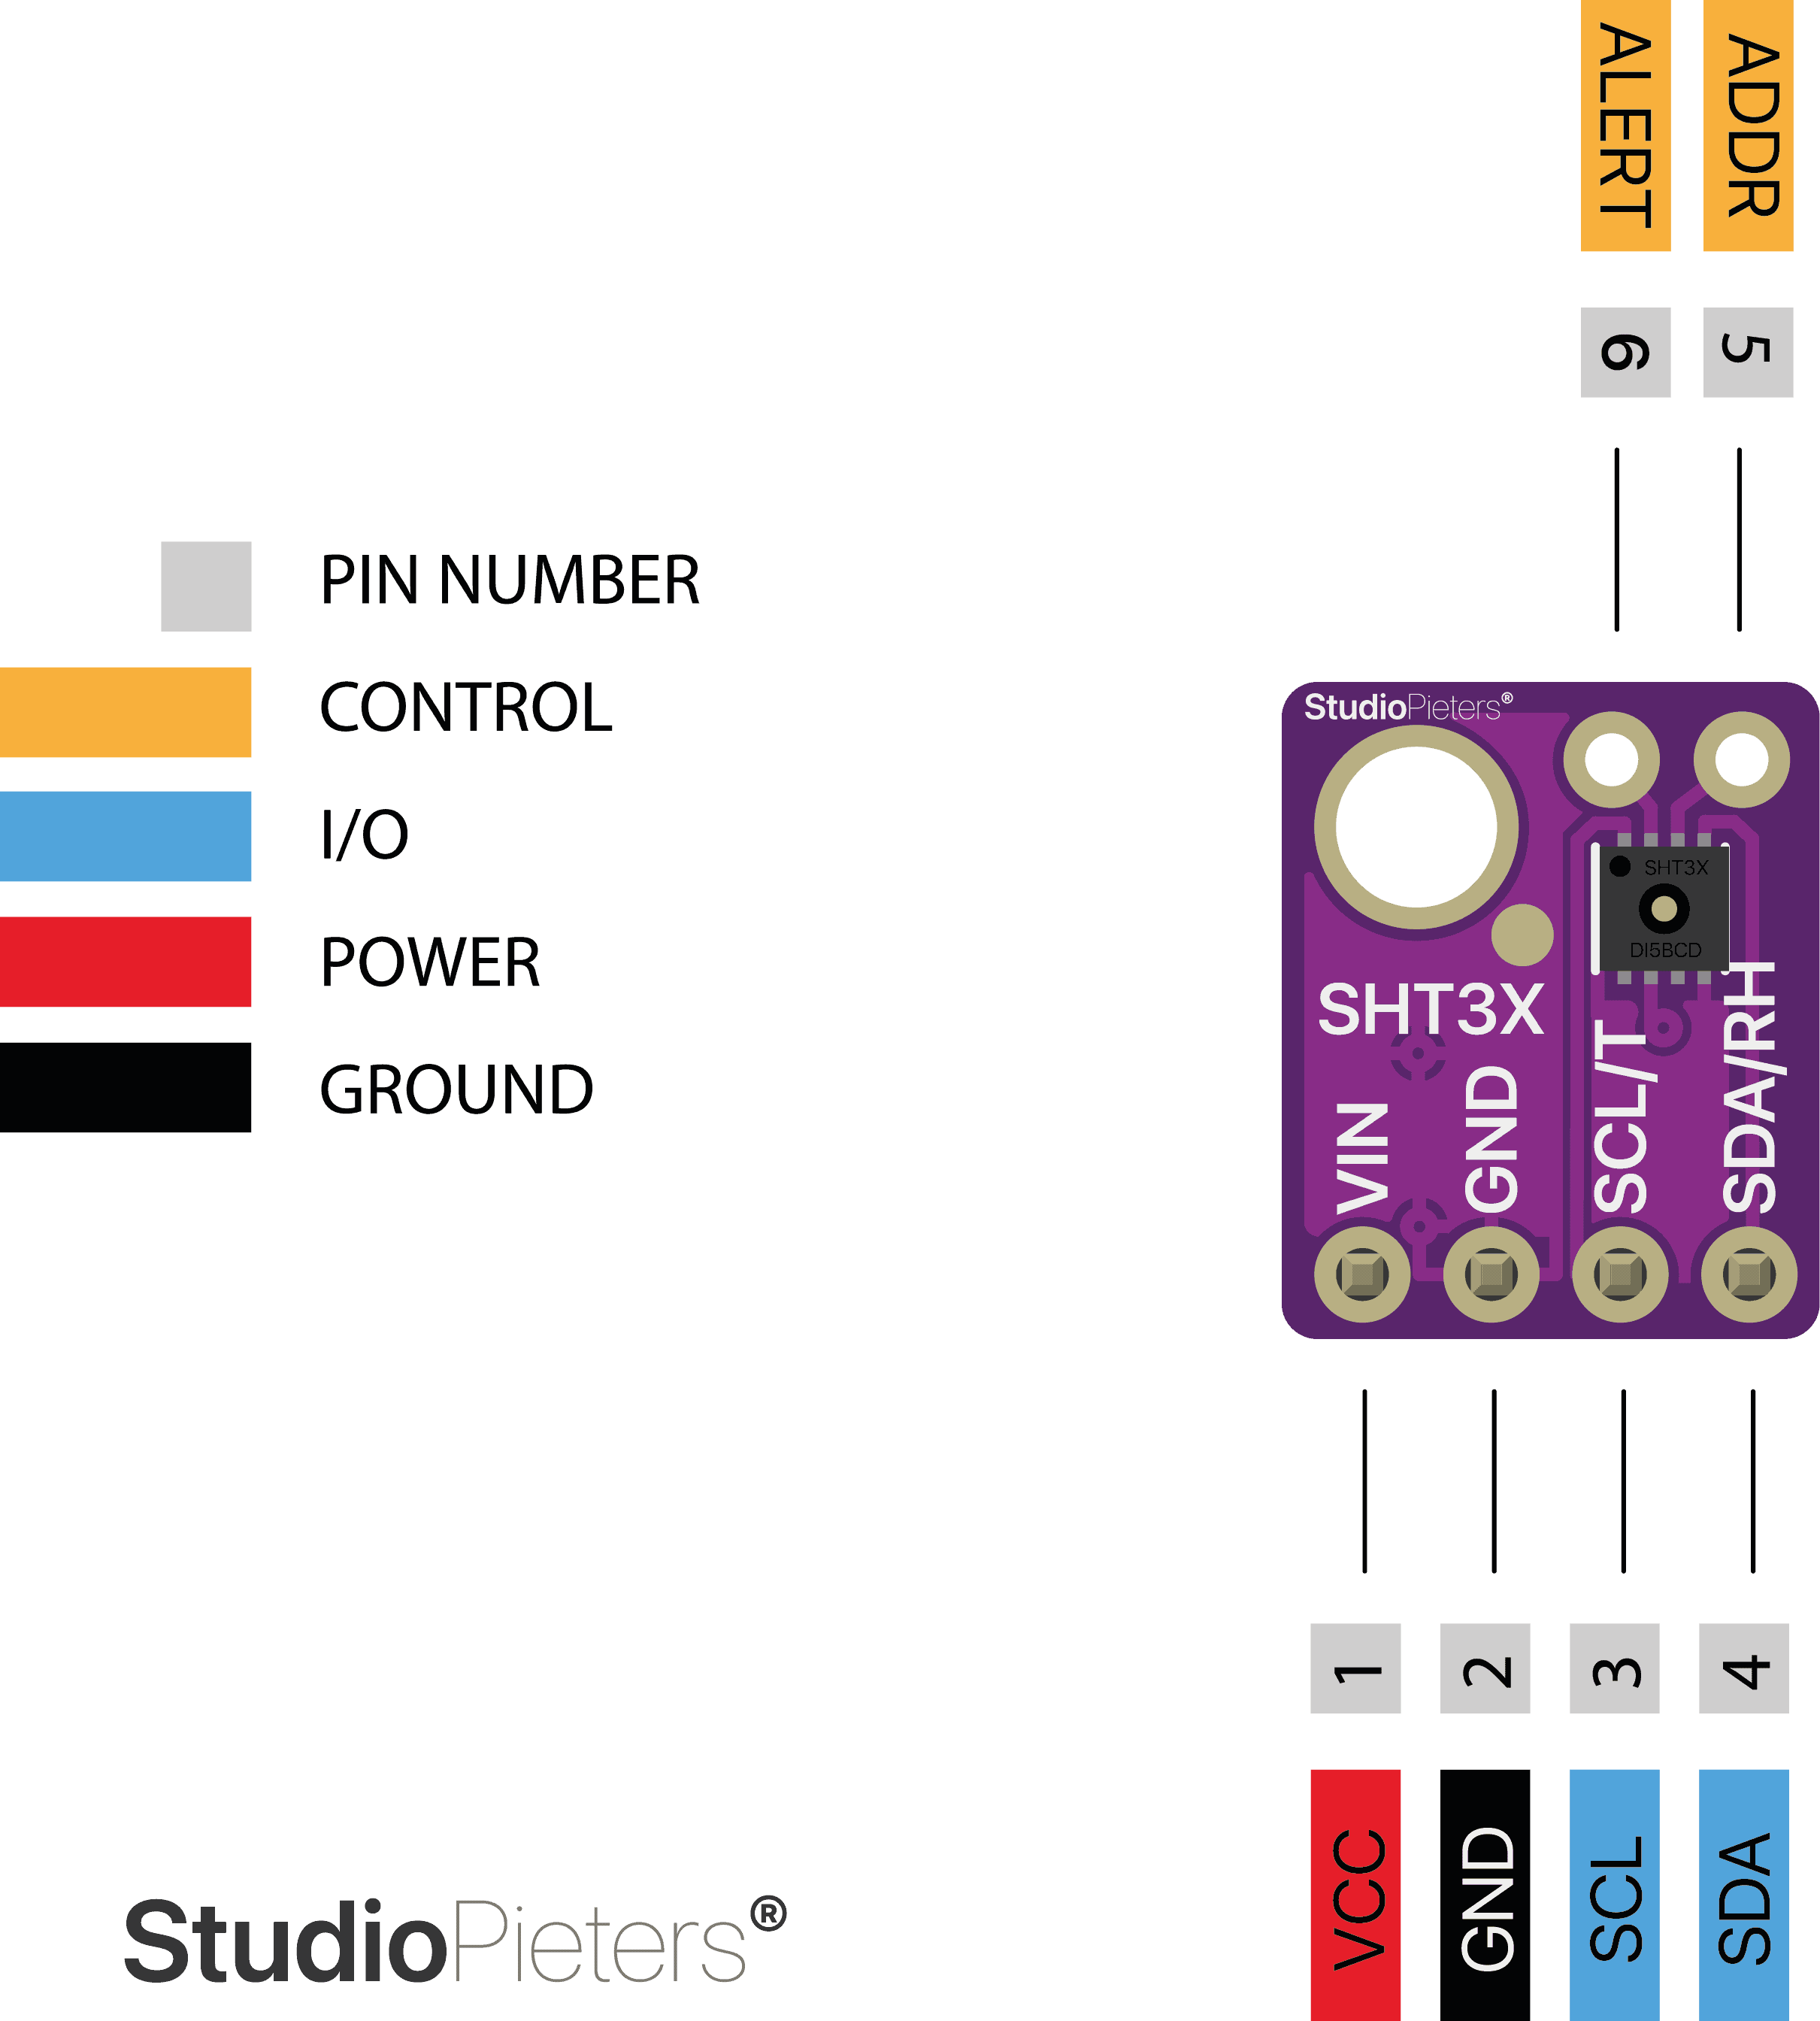 ALERT
ADDR
6
5
PIN NUMBER
CONTROL
I/O
POWER
GROUND
StudioPieters®
SHT3X
DI5BCD
SHT3X
VIN
GND
SCL/T
SDA/RH
1
2
3
4
VCC
GND
SCL
SDA
StudioPieters®